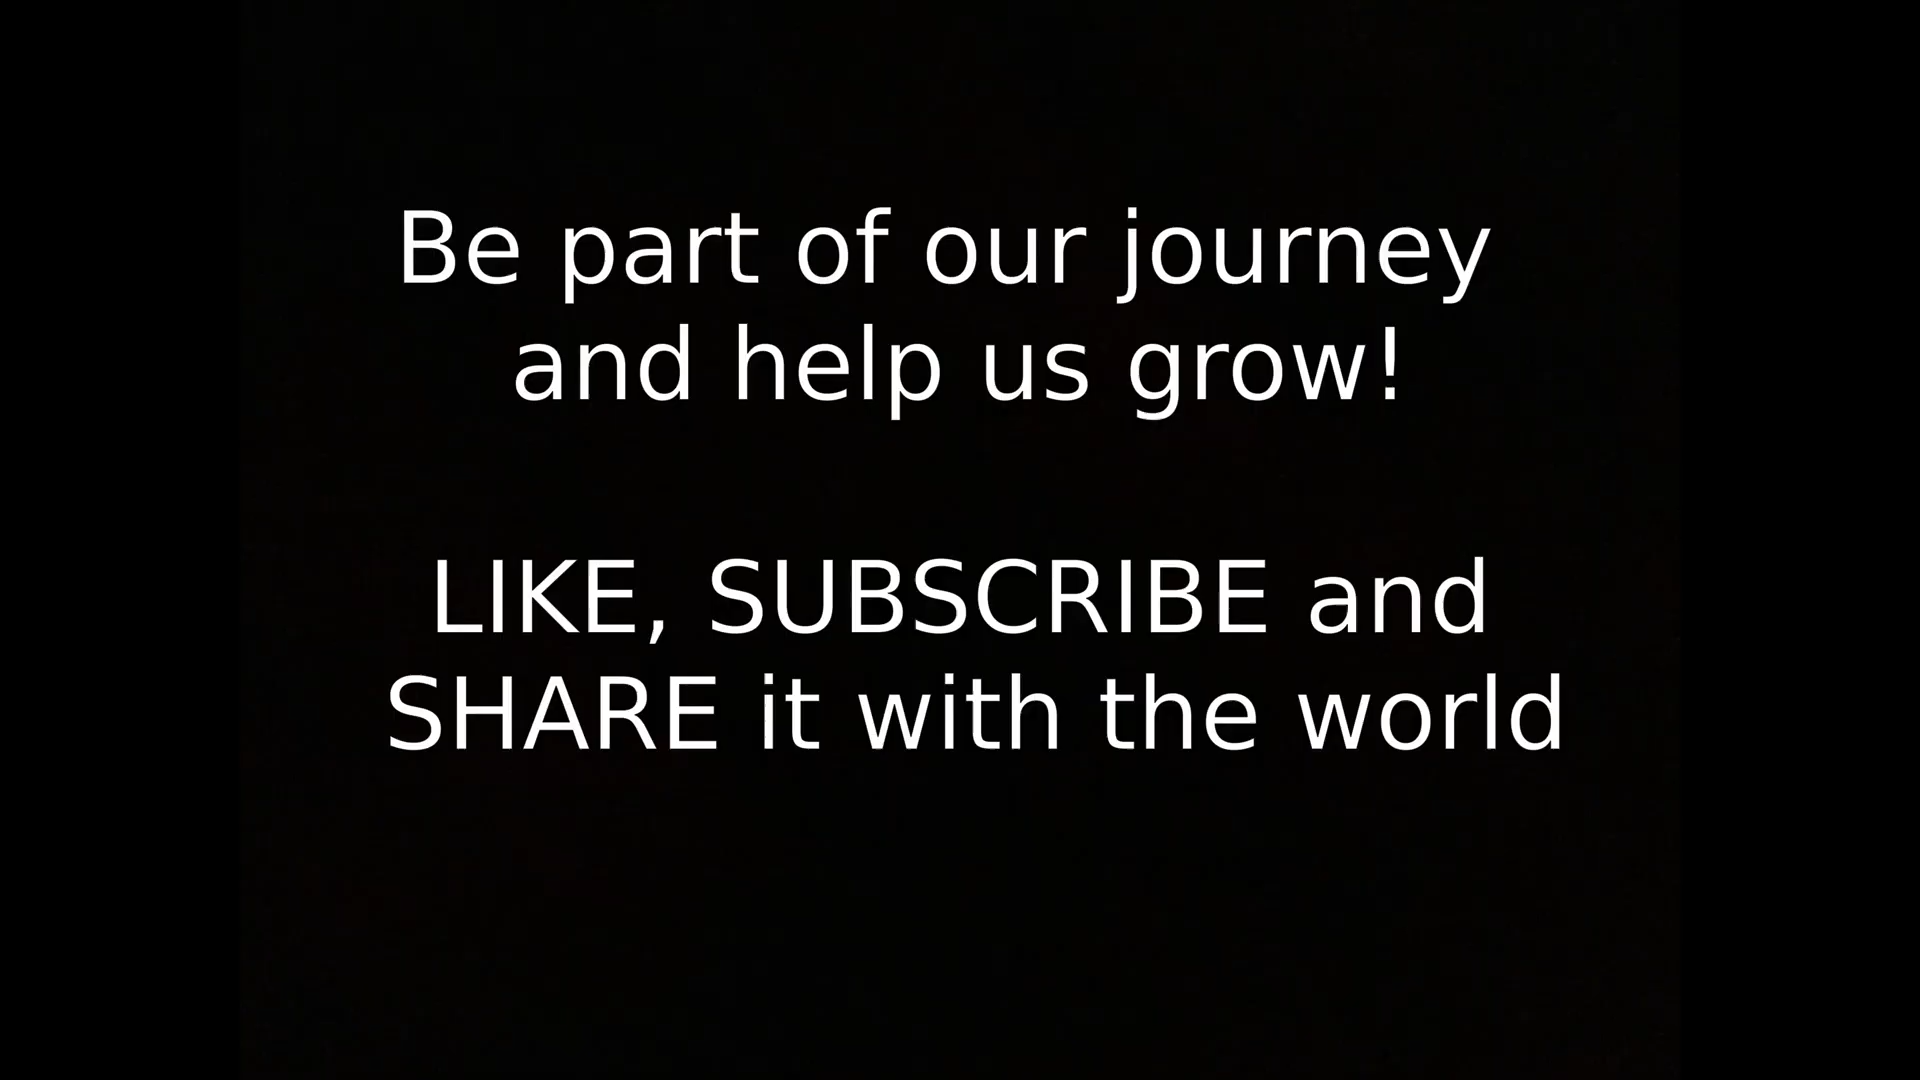 Be part of our journey
and help us grow!
LIKE, SUBSCRIBE and
SHARE it with the world